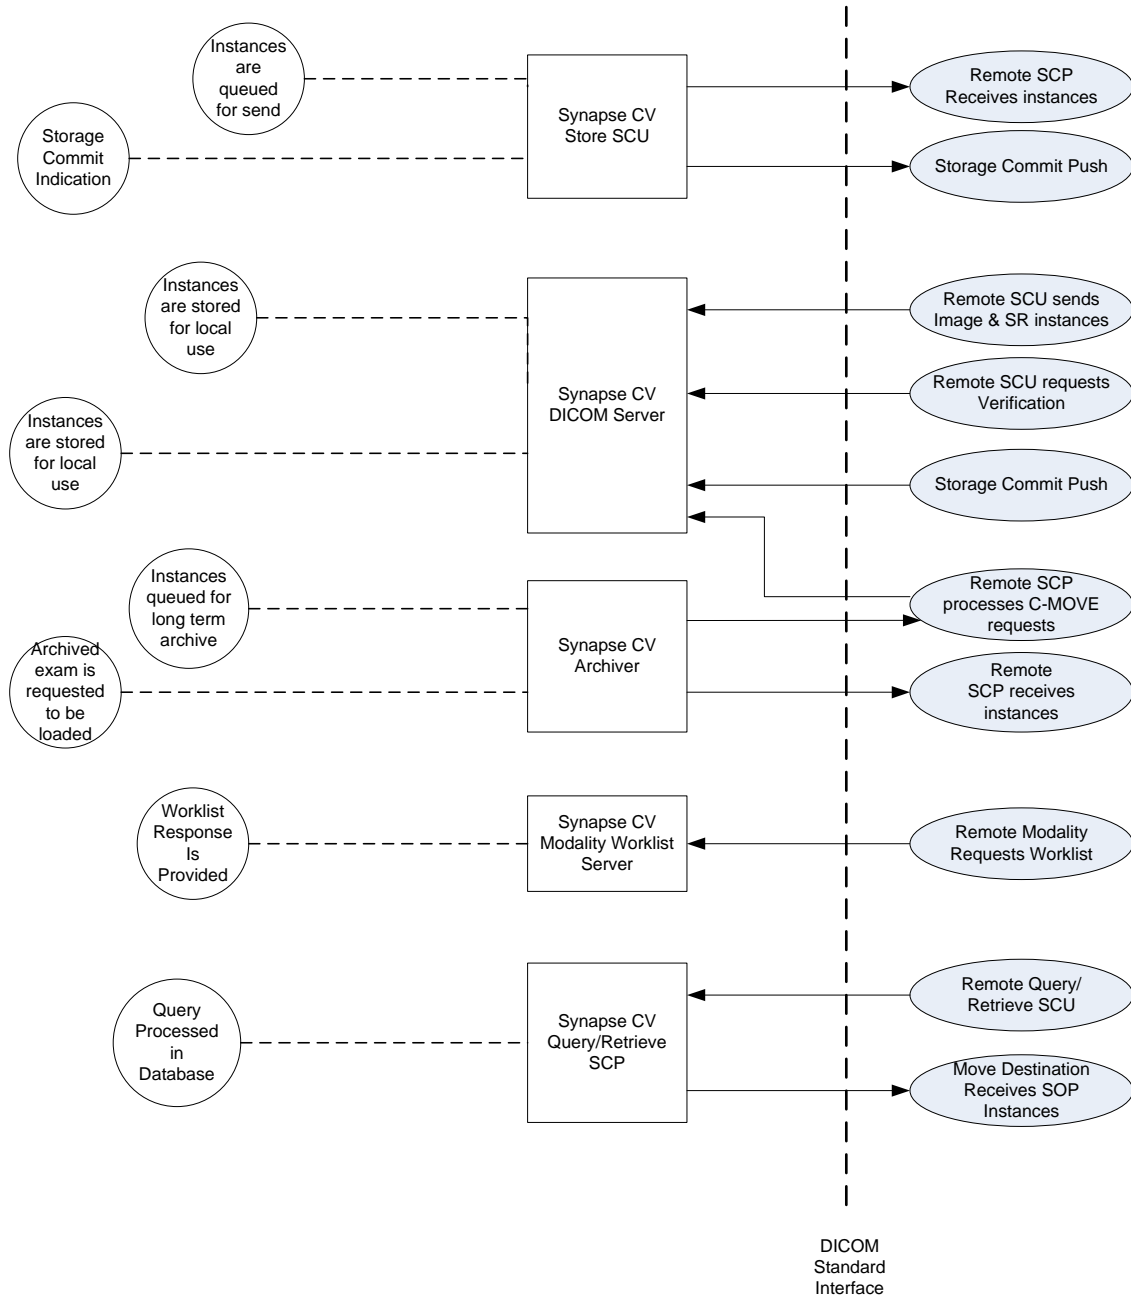 Instances
are
queued
for send
Storage
Commit
Indication
Synapse CV
Store SCU
Remote SCP
Receives instances
Storage Commit Push
Instances
are stored
for local
use
Instances
are stored
for local
use
Synapse CV
DICOM Server
Remote SCU sends
Image & SR instances
Remote SCU requests
Verification
Storage Commit Push
Instances
queued for
long term
archive
Archived
exam is
requested
to be
loaded
Synapse CV
Archiver
Remote SCP
processes C-MOVE
requests
Remote
SCP receives
instances
Worklist
Response
Is
Provided
Synapse CV
Modality Worklist
Server
Remote Modality
Requests Worklist
Query
Processed
in
Database
Synapse CV
Query/Retrieve
SCP
Remote Query/
Retrieve SCU
Move Destination
Receives SOP
Instances
DICOM
Standard
Interface